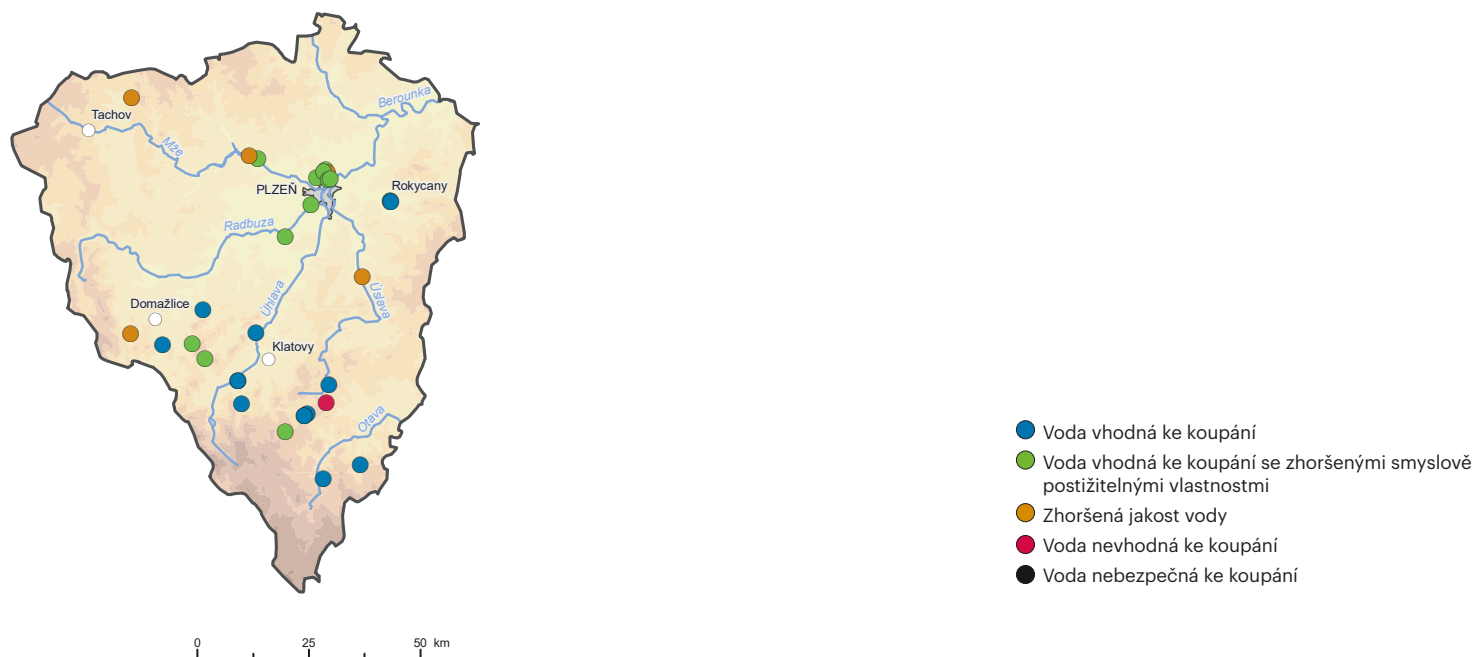 Berounka
Tachov
Mže
PLZEŇ
Rokycany
Radbuza
Úhlava
Úslava
Domažlice
Klatovy
Otava
Voda vhodná ke koupání
Voda vhodná ke koupání se zhoršenými smyslově
postižitelnými vlastnostmi
Zhoršená jakost vody
Voda nevhodná ke koupání
Voda nebezpečná ke koupání
0 25 50 km